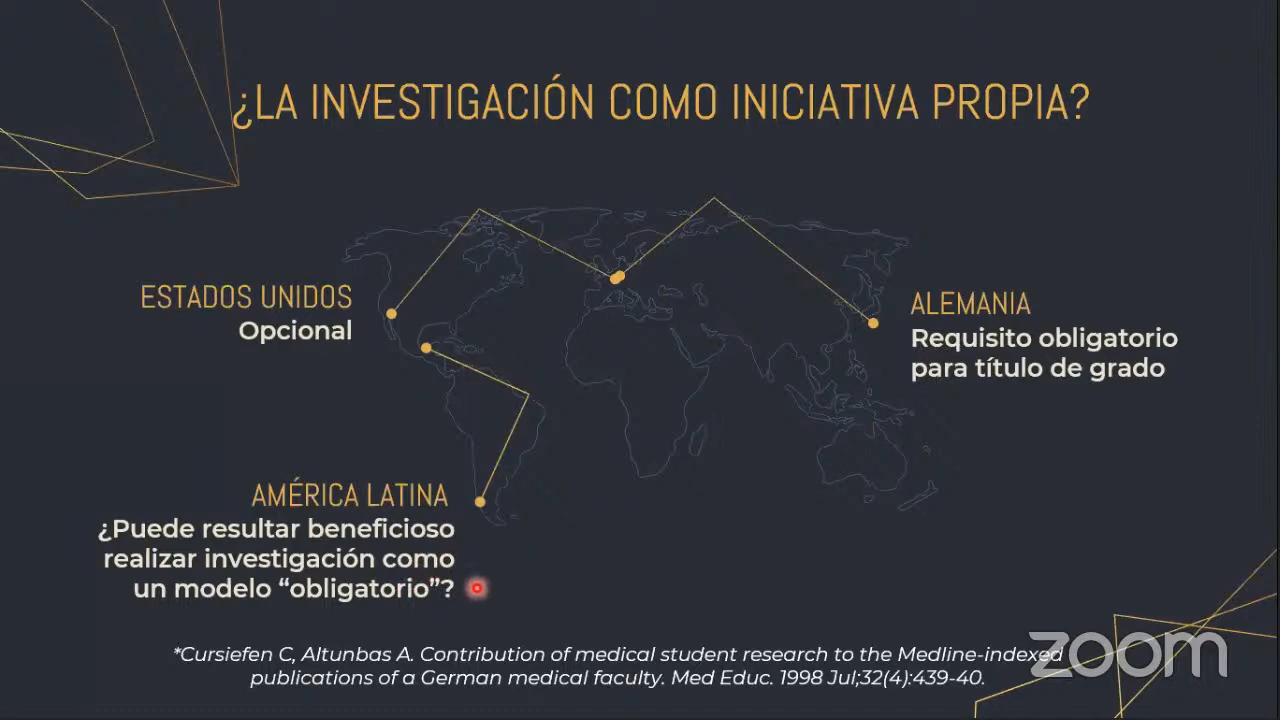 ¿LA INVESTIGACIÓN COMO INICIATIVA PROPIA?
ESTADOS UNIDOS
Opcional
ALEMANIA
Requisito obligatorio
para título de grado
AMÉRICA LATINA
¿Puede resultar beneficioso
realizar investigación como
un modelo “obligatorio”?
*Cursiefen C, Altunbas A. Contribution of medical student research to the Medline-indexed
publications of a German medical faculty. Med Educ. 1998 Jul;32(4):439-40.
zoom